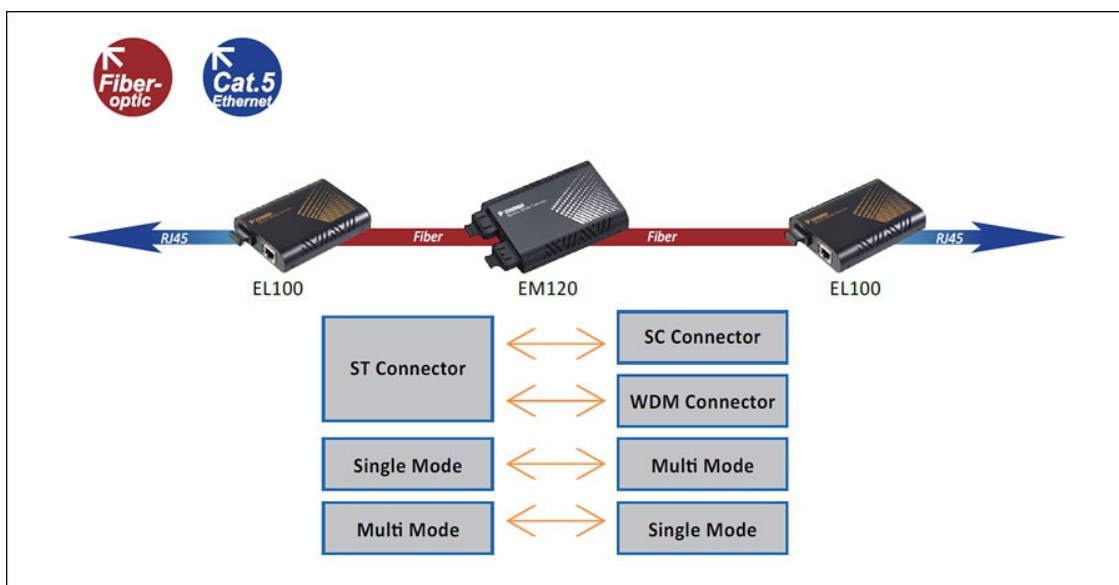 Fiber-
optic
Cat.5
Ethernet
RJ45
Fiber
Fiber
RJ45
EL100
EM120
EL100
ST Connector
SC Connector
WDM Connector
Single Mode
Multi Mode
Multi Mode
Single Mode